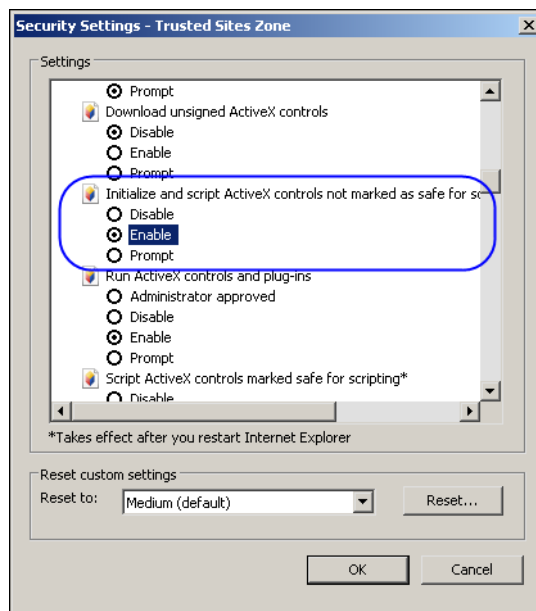 Security Settings - Trusted Sites Zone
Settings
Prompt
Download unsigned ActiveX controls
Disable
Enable
Prompt
Initialize and script ActiveX controls not marked as safe for
Disable
Enable
Prompt
Run ActiveX controls and plug-ins
Administrator approved
Disable
Enable
Prompt
Script ActiveX controls marked safe for scripting*
Disable
*Takes effect after you restart Internet Explorer
Reset custom settings
Reset to:
Medium (default)
Reset...
OK
Cancel